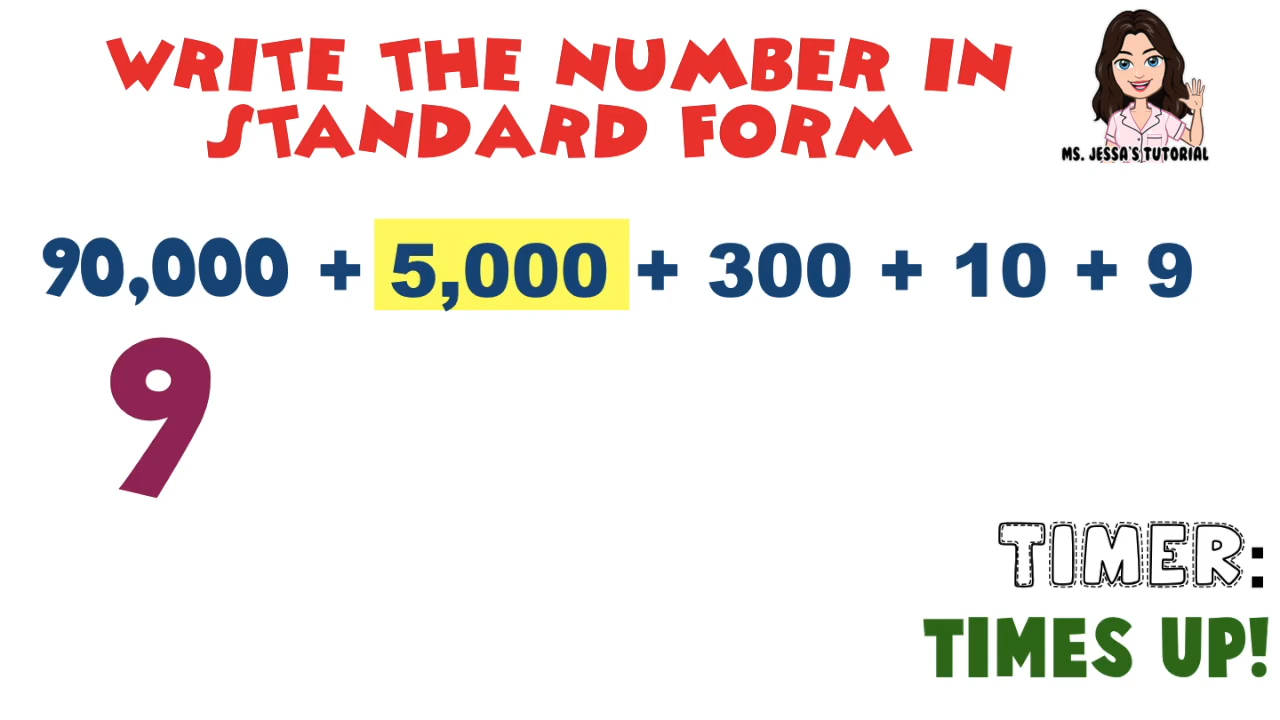 WRITE THE NUMBER IN
STANDARD FORM
MS. JESSA'S TUTORIAL
90,000 + 5,000 + 300 + 10 + 9
9
TIMER:
TIMES UP!